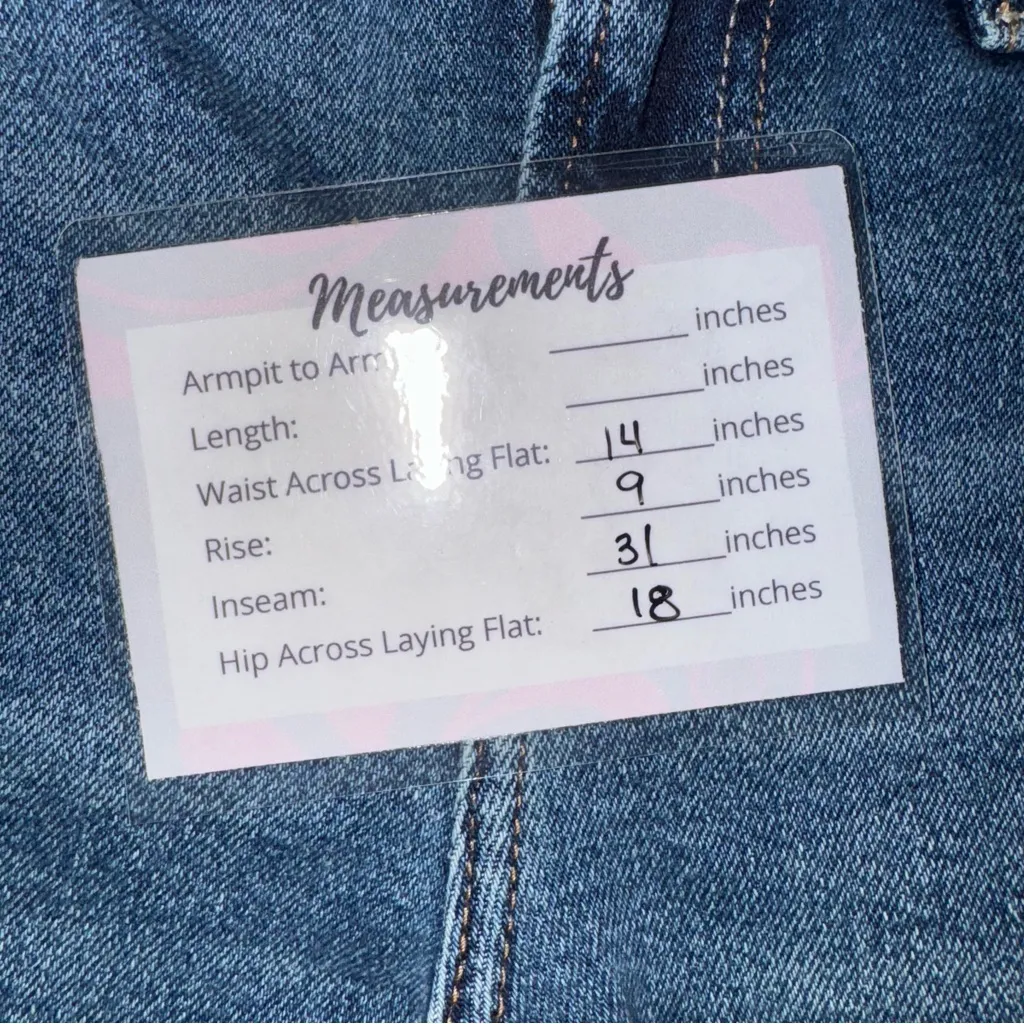 Measurements
Armpit to inches
Length: inches
Waist Across Flat: 14 inches
Rise: 9 inches
Inseam: 31 inches
Hip Across Laying Flat: 18 inches